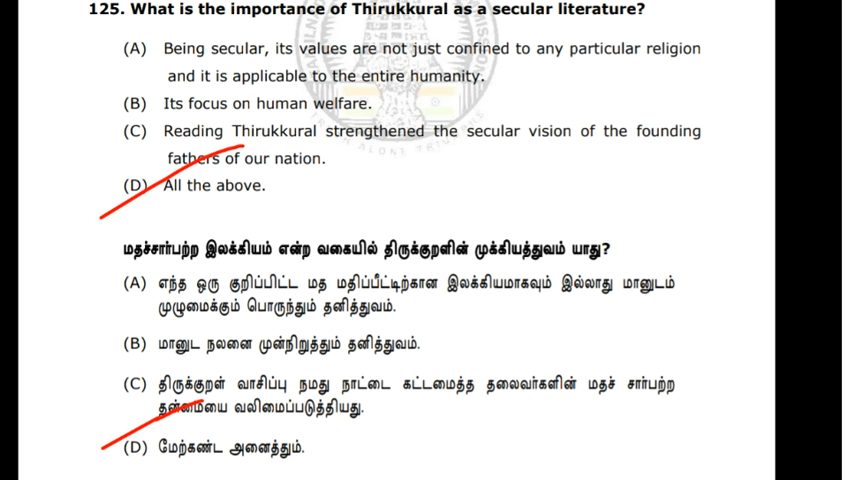 125. What is the importance of Thirukkural as a secular literature?
(A) Being secular, its values are not just confined to any particular religion
and it is applicable to the entire humanity.
(B) Its focus on human welfare.
(C) Reading Thirukkural strengthened the secular vision of the founding
fathers of our nation.
(D) All the above.
மதச்சார்பற்ற இலக்கியம் என்ற வகையில் திருக்குறளின் முக்கியத்துவம் யாது?
(A) எந்த ஒரு குறிப்பிட்ட மத மதிப்பீட்டிற்கான இலக்கியமாகவும் இல்லாது மானுடம்
முழுமைக்கும் பொருந்தும் தனித்துவம்.
(B) மானுட நலனை முன்நிறுத்தும் தனித்துவம்.
(C) திருக்குறள் வாசிப்பு நமது நாட்டை கட்டமைத்த தலைவர்களின் மதச் சார்பற்ற
தன்மையை வலிமைப்படுத்தியது.
(D) மேற்கண்ட அனைத்தும்.